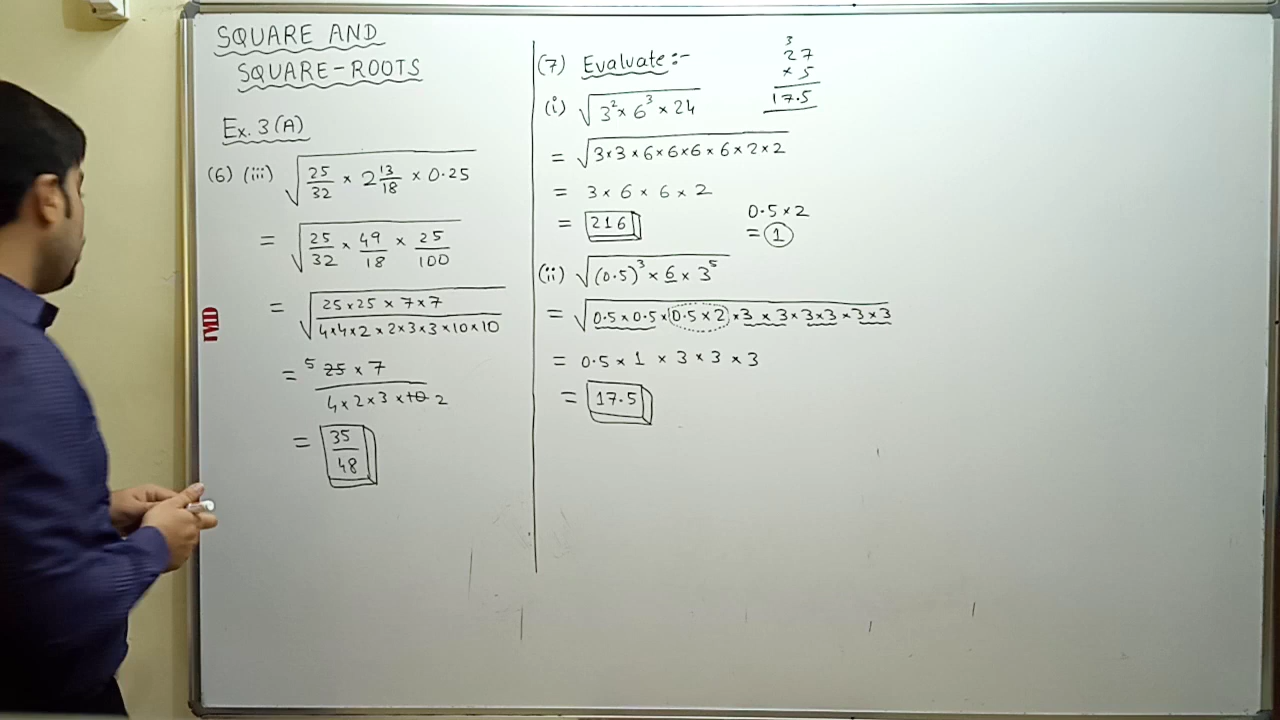 SQUARE AND
SQUARE-ROOTS
Ex. 3(A)
(6) (iii) √(25/32 × 2 13/18 × 0.25)
= √(25/32 × 49/18 × 25/100)
= √((25×25 × 7×7)/(4×4×2 × 2×3×3×10×10))
= 5 25 × 7 / 4×2×3×10 2
= 35/48
(7) Evaluate:-
(i) √(3² × 6³ × 24)
= √(3×3×6×6×6×6×2×2)
= 3×6×6×2
= 216
(ii) √((0.5)³ × 6 × 3⁵)
= √(0.5×0.5×0.5×2×3×3×3×3×3×3)
= 0.5×1×3×3×3
= 17.5
3
27
×5
17.5
0.5×2
= 1
TMD